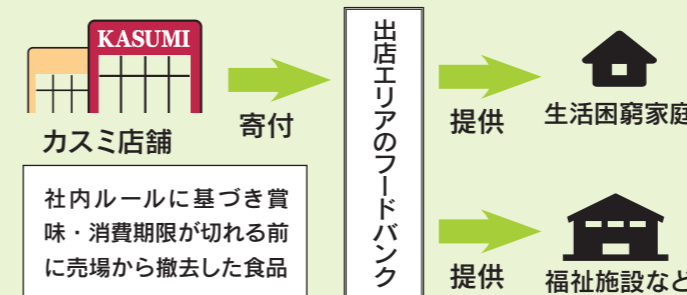 KASUMI
カスミ店舗
寄付
社内ルールに基づき賞
味・消費期限が切れる前
に売場から撤去した食品
出店エリアのフードバンク
提供
生活困窮家庭
提供
福祉施設など